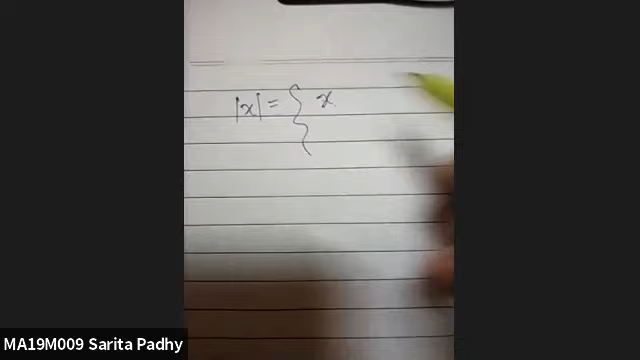 |x| = { x
MA19M009 Sarita Padhy